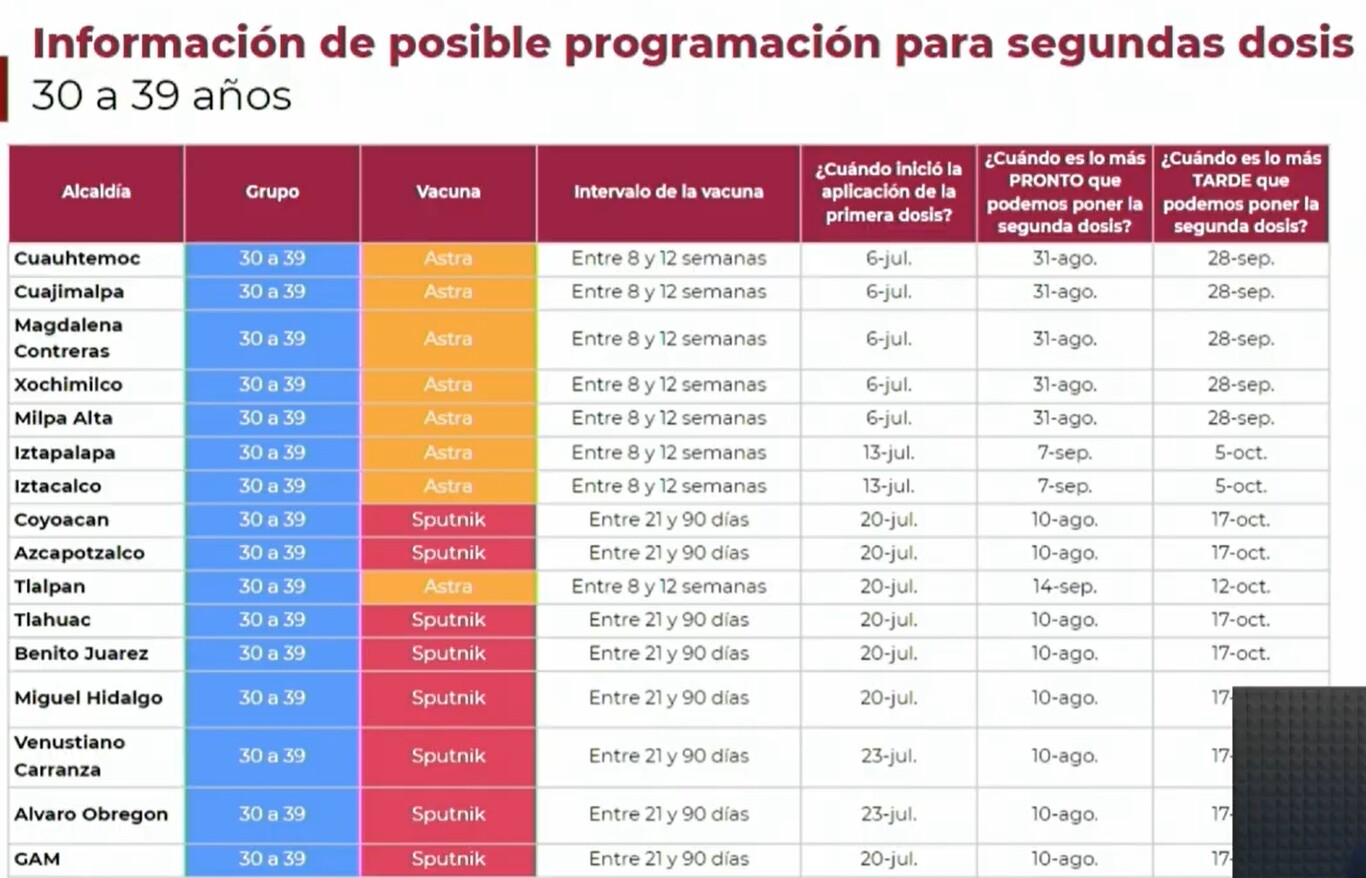 Información de posible programación para segundas dosis
30 a 39 años
Alcaldía Grupo Vacuna Intervalo de la vacuna ¿Cuándo inició la aplicación de la primera dosis? ¿Cuándo es lo más PRONTO que podemos poner la segunda dosis? ¿Cuándo es lo más TARDE que podemos poner la segunda dosis?
Cuauhtemoc 30 a 39 Astra Entre 8 y 12 semanas 6-jul. 31-ago. 28-sep.
Cuajimalpa 30 a 39 Astra Entre 8 y 12 semanas 6-jul. 31-ago. 28-sep.
Magdalena Contreras 30 a 39 Astra Entre 8 y 12 semanas 6-jul. 31-ago. 28-sep.
Xochimilco 30 a 39 Astra Entre 8 y 12 semanas 6-jul. 31-ago. 28-sep.
Milpa Alta 30 a 39 Astra Entre 8 y 12 semanas 6-jul. 31-ago. 28-sep.
Iztapalapa 30 a 39 Astra Entre 8 y 12 semanas 13-jul. 7-sep. 5-oct.
Iztacalco 30 a 39 Astra Entre 8 y 12 semanas 13-jul. 7-sep. 5-oct.
Coyoacan 30 a 39 Sputnik Entre 21 y 90 días 20-jul. 10-ago. 17-oct.
Azcapotzalco 30 a 39 Sputnik Entre 21 y 90 días 20-jul. 10-ago. 17-oct.
Tlalpan 30 a 39 Astra Entre 8 y 12 semanas 20-jul. 14-sep. 12-oct.
Tlahuac 30 a 39 Sputnik Entre 21 y 90 días 20-jul. 10-ago. 17-oct.
Benito Juarez 30 a 39 Sputnik Entre 21 y 90 días 20-jul. 10-ago. 17-oct.
Miguel Hidalgo 30 a 39 Sputnik Entre 21 y 90 días 20-jul. 10-ago. 17-
Venustiano Carranza 30 a 39 Sputnik Entre 21 y 90 días 23-jul. 10-ago. 17-
Alvaro Obregon 30 a 39 Sputnik Entre 21 y 90 días 23-jul. 10-ago. 17-
GAM 30 a 39 Sputnik Entre 21 y 90 días 20-jul. 10-ago. 17-